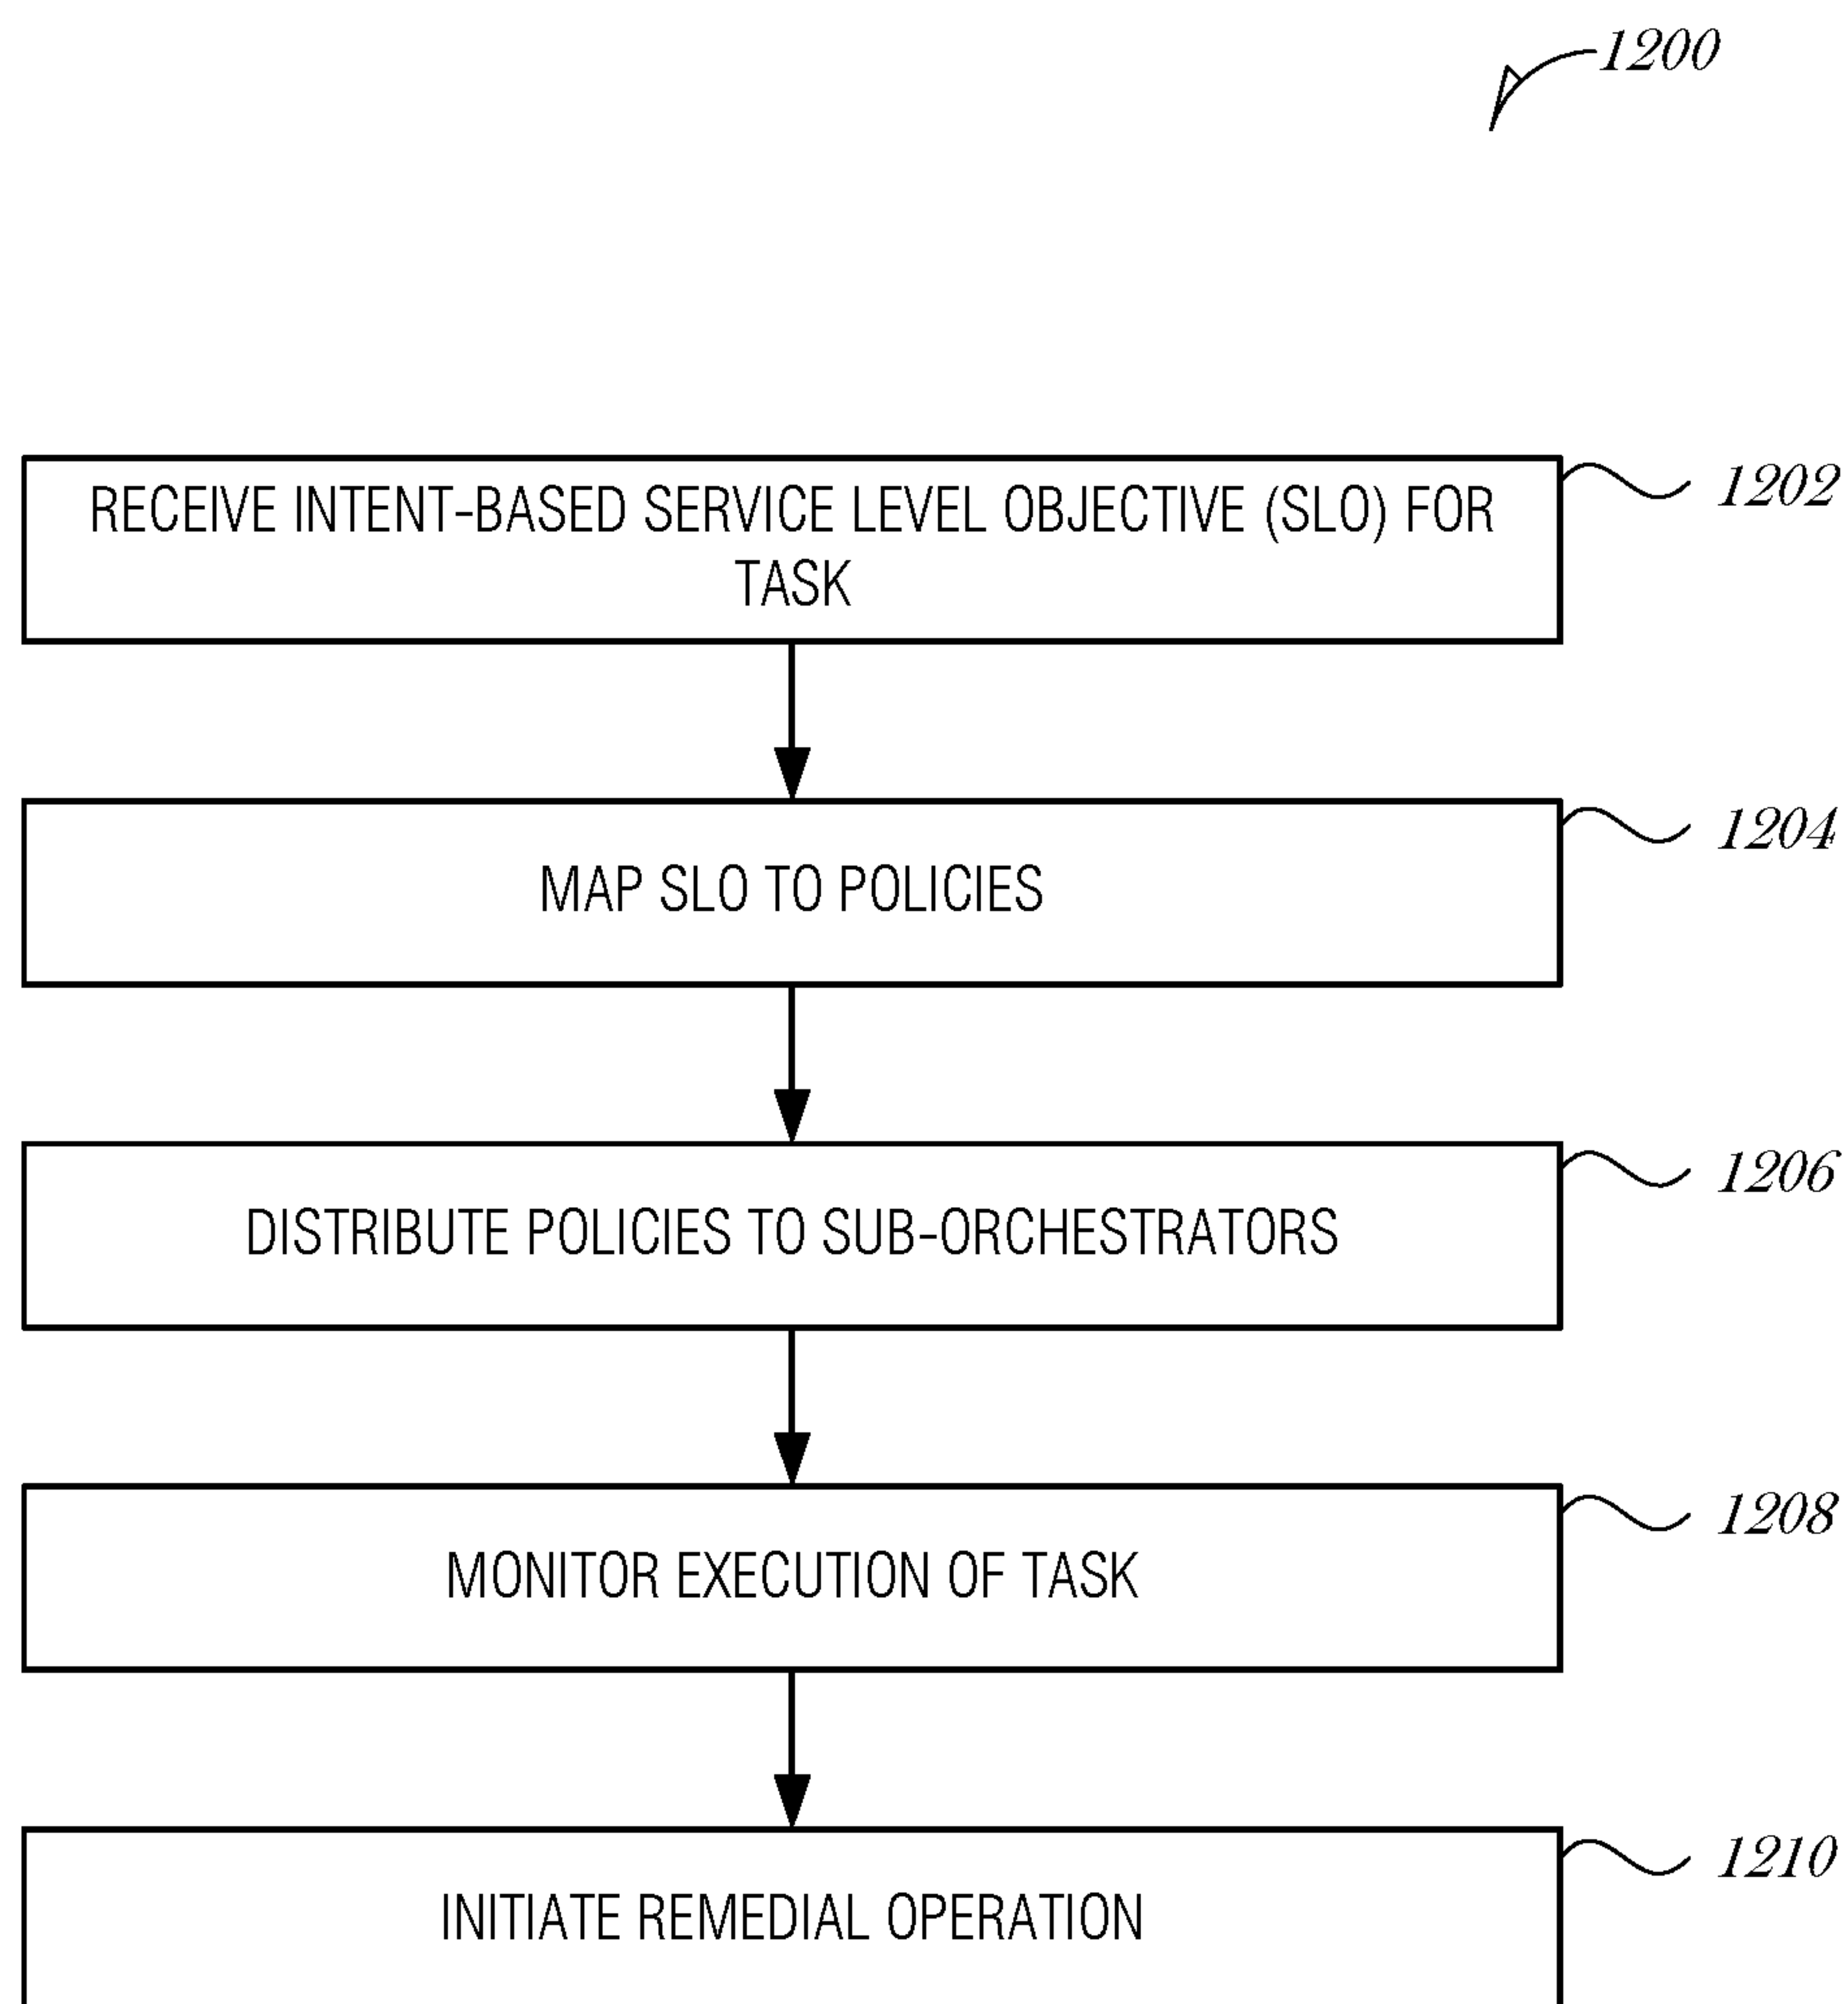 1200
RECEIVE INTENT-BASED SERVICE LEVEL OBJECTIVE (SLO) FOR
TASK
1202
MAP SLO TO POLICIES
1204
DISTRIBUTE POLICIES TO SUB-ORCHESTRATORS
1206
MONITOR EXECUTION OF TASK
1208
INITIATE REMEDIAL OPERATION
1210